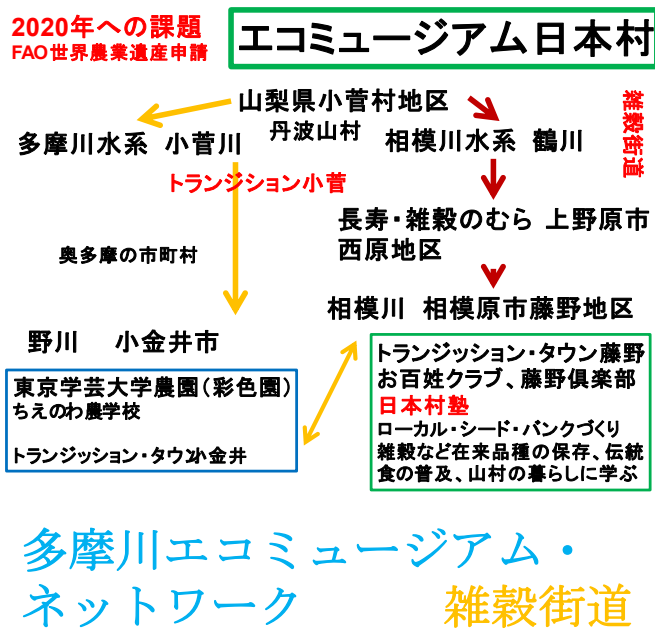 2020年への課題
FAO世界農業遺産申請
エコミュージアム日本村
山梨県小菅村地区
丹波山村
雑穀街道
多摩川水系 小菅川
相模川水系 鶴川
トランジション小菅
長寿・雑穀のむら 上野原市
西原地区
奥多摩の市町村
相模川 相模原市藤野地区
野川 小金井市
東京学芸大学農園(彩色園)
ちえのわ農学校
トランジッション・タウン小金井
トランジッション・タウン藤野
お百姓クラブ、藤野倶楽部
日本村塾
ローカル・シード・バンクづくり
雑穀など在来品種の保存、伝統
食の普及、山村の暮らしに学ぶ
多摩川エコミュージアム・
ネットワーク
雑穀街道